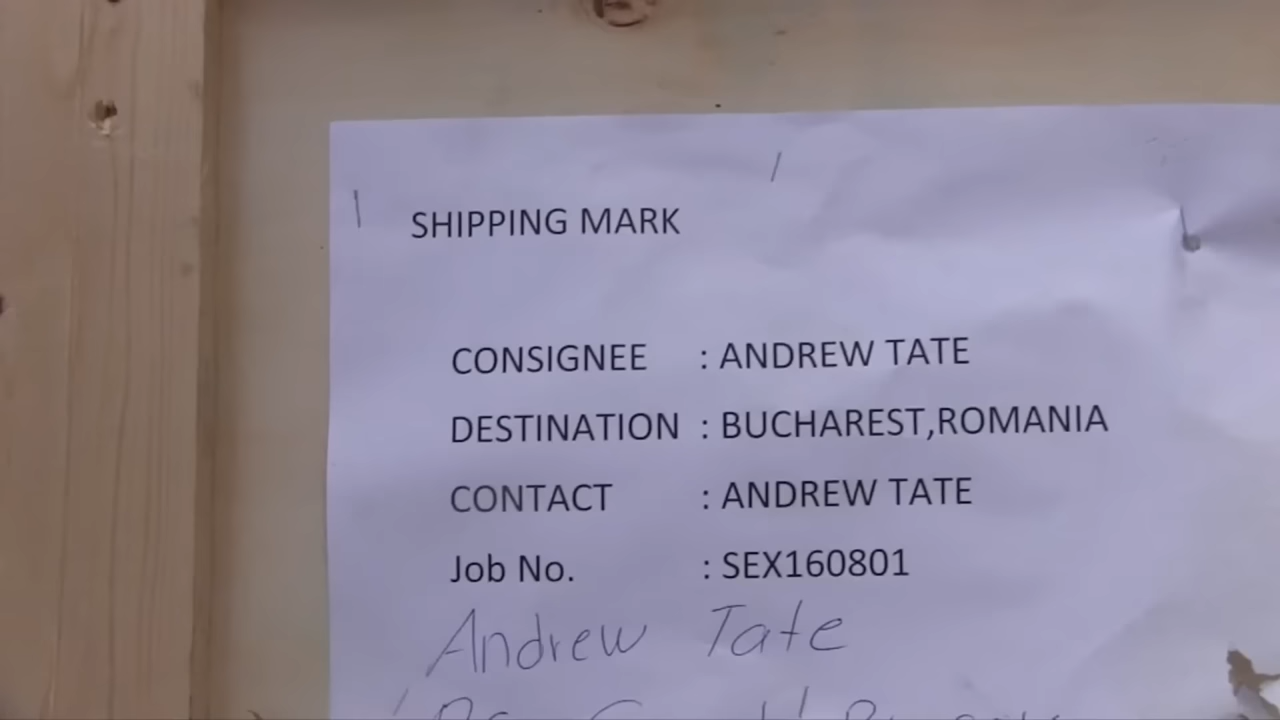 SHIPPING MARK
CONSIGNEE : ANDREW TATE
DESTINATION : BUCHAREST,ROMANIA
CONTACT : ANDREW TATE
Job No. : SEX160801
Andrew Tate